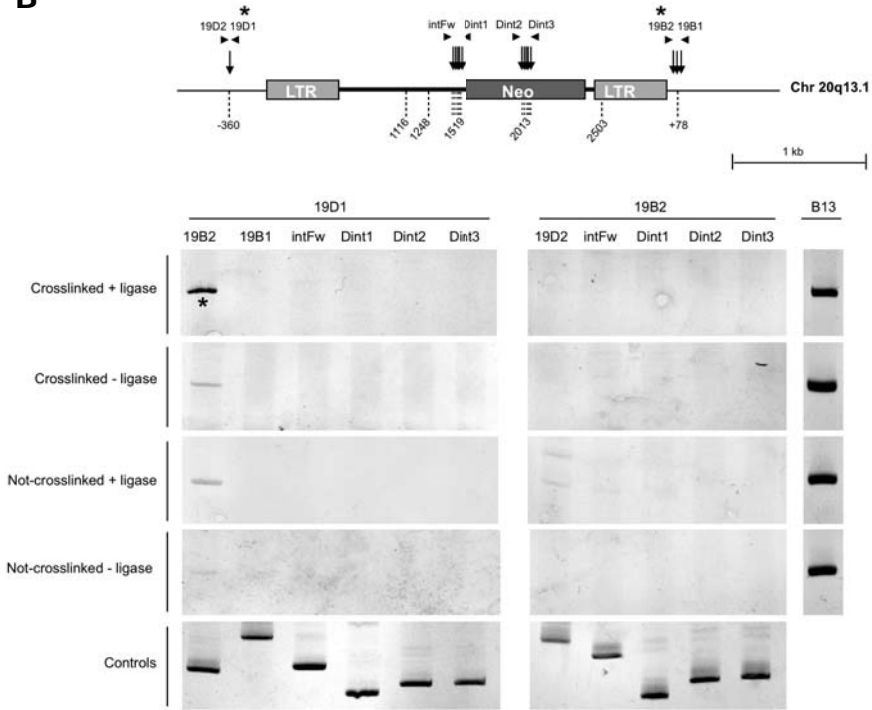 B
* *
19D2 19D1 intFw Dint1 Dint2 Dint3 19B2 19B1
LTR Neo LTR Chr 20q13.1
-360 1116 1248 1519 2013 2503 +78
1 kb
19D1 19B2 B13
19B2 19B1 intFw Dint1 Dint2 Dint3 19D2 intFw Dint1 Dint2 Dint3
Crosslinked + ligase
*
Crosslinked - ligase
Not-crosslinked + ligase
Not-crosslinked - ligase
Controls